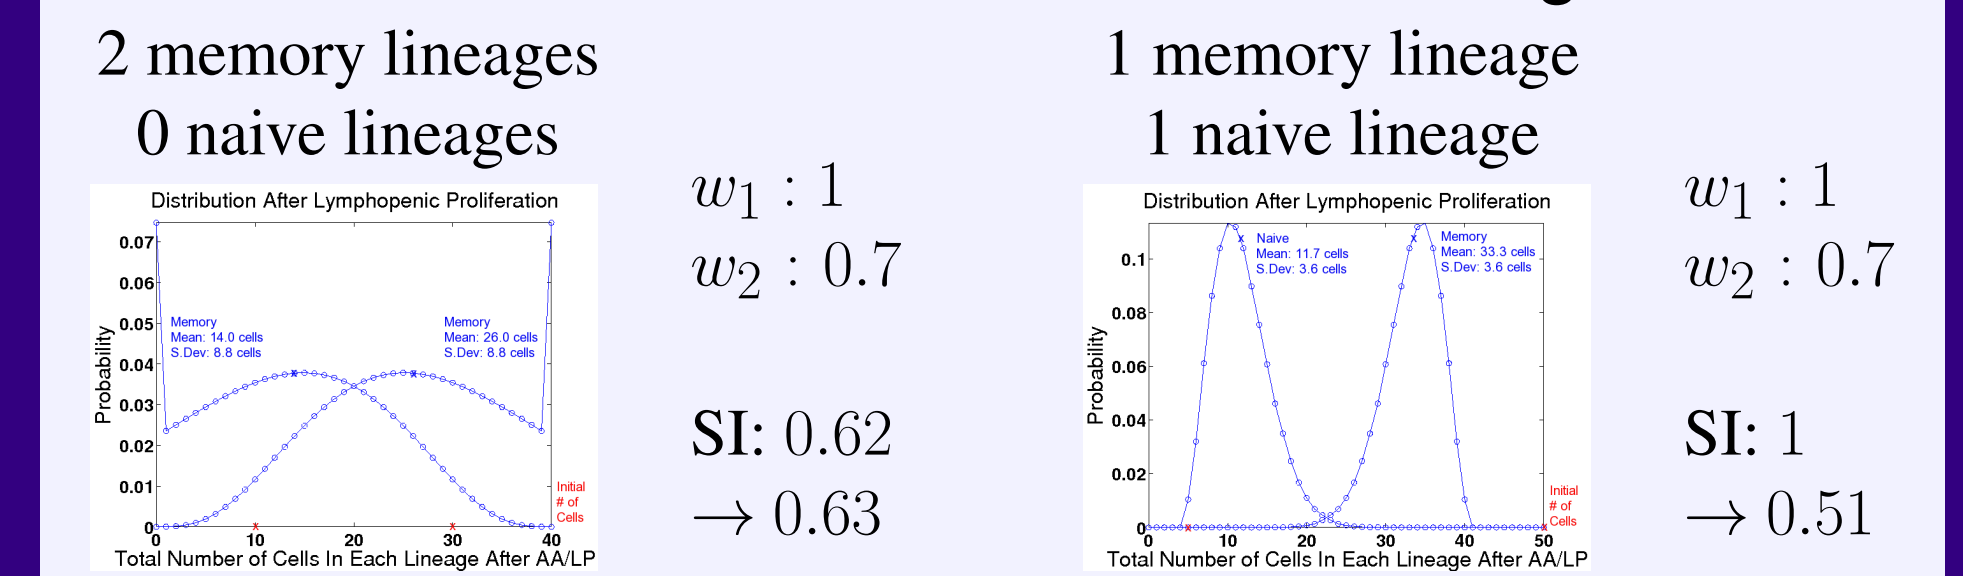 2 memory lineages
0 naive lineages
Distribution After Lymphopenic Proliferation
0.07
0.06
0.05
0.04
0.03
0.02
0.01
0
Probability
Memory
Mean: 14.0 cells
S.Dev: 8.8 cells
Memory
Mean: 26.0 cells
S.Dev: 8.8 cells
Initial
# of
Cells
0 10 20 30 40
Total Number of Cells In Each Lineage After AA/LP
w₁ : 1
w₂ : 0.7
SI: 0.62
→ 0.63
1 memory lineage
1 naive lineage
Distribution After Lymphopenic Proliferation
0.1
0.08
0.06
0.04
0.02
0
Probability
Naive
Mean: 11.7 cells
S.Dev: 3.6 cells
Memory
Mean: 33.3 cells
S.Dev: 3.6 cells
Initial
# of
Cells
0 10 20 30 40 50
Total Number of Cells In Each Lineage After AA/LP
w₁ : 1
w₂ : 0.7
SI: 1
→ 0.51